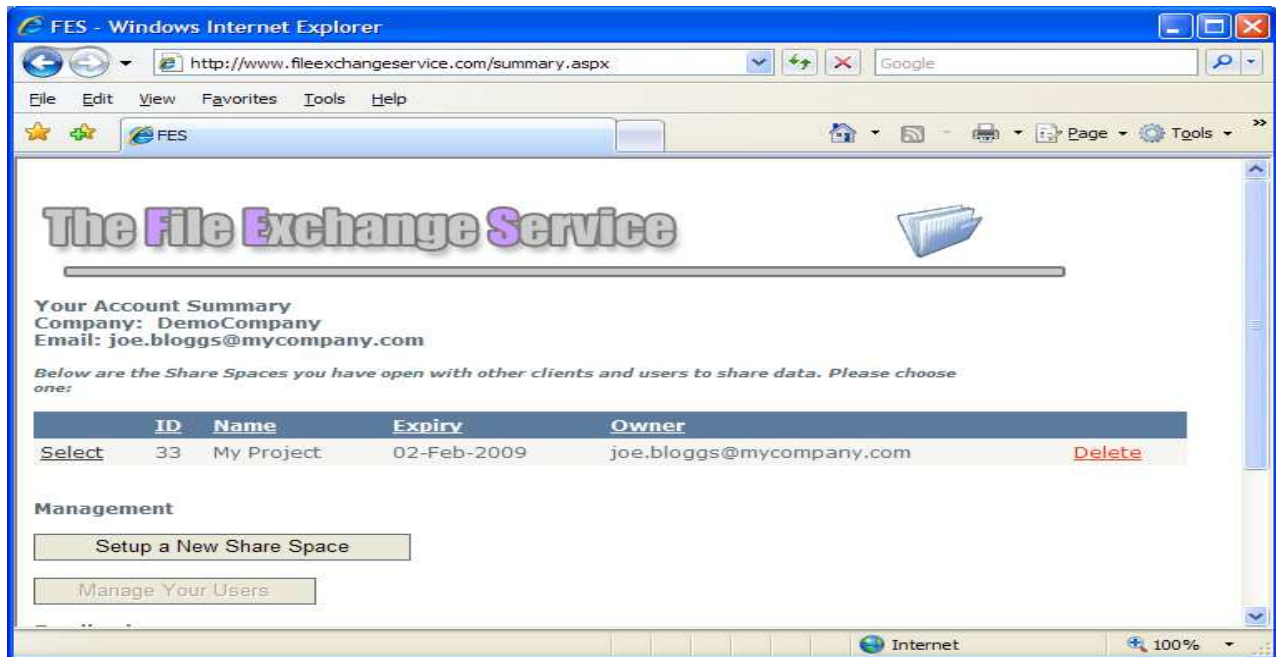 FES - Windows Internet Explorer
http://www.fileexchangeservice.com/summary.aspx
Google
File Edit View Favorites Tools Help
FES
Page Tools »
The File Exchange Service
Your Account Summary
Company: DemoCompany
Email: joe.bloggs@mycompany.com
Below are the Share Spaces you have open with other clients and users to share data. Please choose
one:
ID Name Expiry Owner
Select 33 My Project 02-Feb-2009 joe.bloggs@mycompany.com Delete
Management
Setup a New Share Space
Manage Your Users
Internet 100%